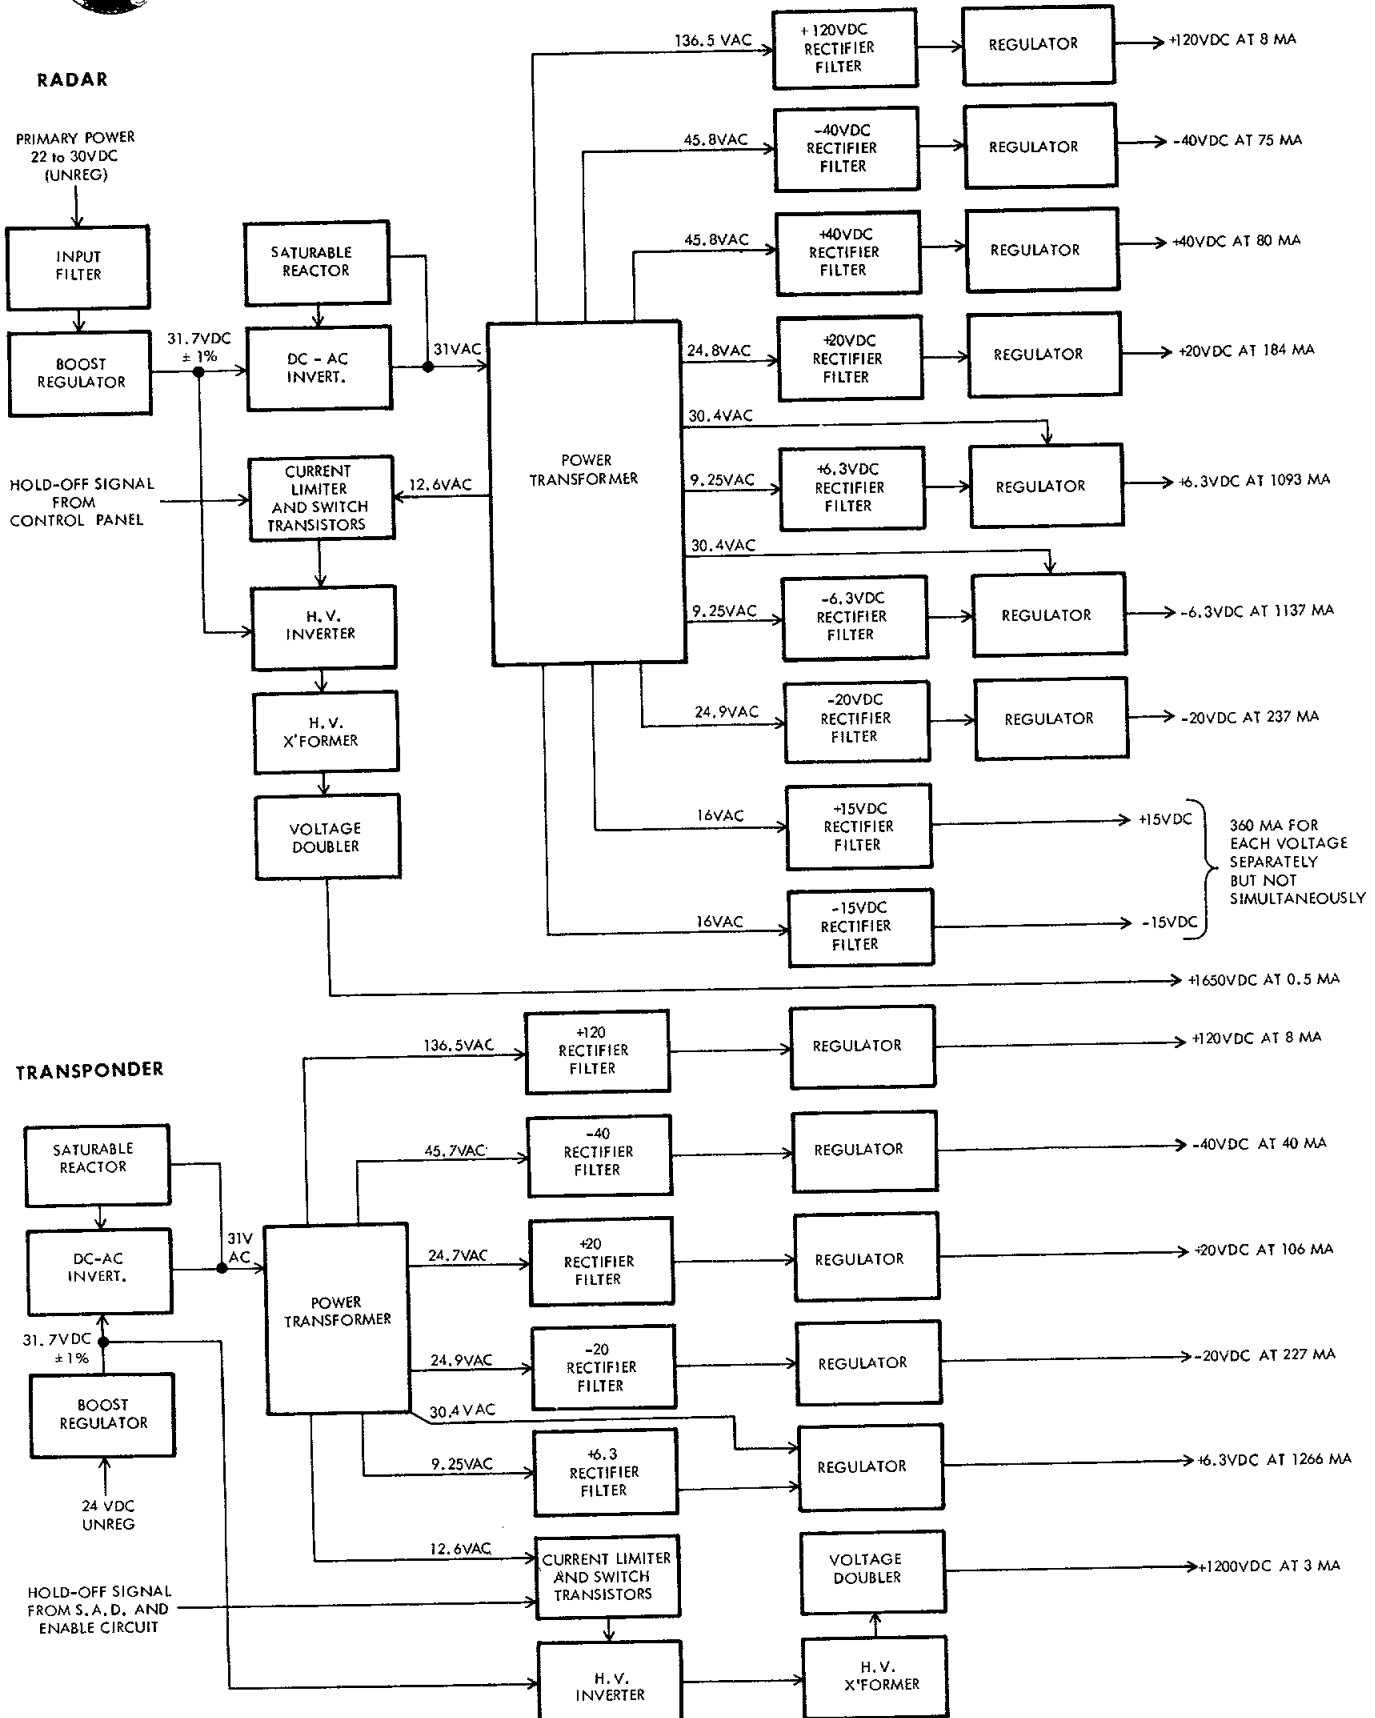 RADAR
PRIMARY POWER
22 to 30VDC
(UNREG)
INPUT
FILTER
BOOST
REGULATOR
31.7VDC
± 1%
SATURABLE
REACTOR
DC - AC
INVERT.
31VAC
HOLD-OFF SIGNAL
FROM
CONTROL PANEL
CURRENT
LIMITER
AND SWITCH
TRANSISTORS
12.6VAC
H.V.
INVERTER
H.V.
X'FORMER
VOLTAGE
DOUBLER
POWER
TRANSFORMER
136.5 VAC
+120VDC
RECTIFIER
FILTER
REGULATOR
+120VDC AT 8 MA
45.8VAC
-40VDC
RECTIFIER
FILTER
REGULATOR
-40VDC AT 75 MA
45.8VAC
+40VDC
RECTIFIER
FILTER
REGULATOR
+40VDC AT 80 MA
24.8VAC
+20VDC
RECTIFIER
FILTER
REGULATOR
+20VDC AT 184 MA
30.4VAC
9.25VAC
+6.3VDC
RECTIFIER
FILTER
REGULATOR
+6.3VDC AT 1093 MA
30.4VAC
9.25VAC
-6.3VDC
RECTIFIER
FILTER
REGULATOR
-6.3VDC AT 1137 MA
24.9VAC
-20VDC
RECTIFIER
FILTER
REGULATOR
-20VDC AT 237 MA
16VAC
+15VDC
RECTIFIER
FILTER
+15VDC
16VAC
-15VDC
RECTIFIER
FILTER
-15VDC
360 MA FOR
EACH VOLTAGE
SEPARATELY
BUT NOT
SIMULTANEOUSLY
+1650VDC AT 0.5 MA
TRANSPONDER
SATURABLE
REACTOR
DC-AC
INVERT.
31V
AC
31.7VDC
±1%
BOOST
REGULATOR
24 VDC
UNREG
POWER
TRANSFORMER
136.5VAC
+120
RECTIFIER
FILTER
REGULATOR
+120VDC AT 8 MA
45.7VAC
-40
RECTIFIER
FILTER
REGULATOR
-40VDC AT 40 MA
24.7VAC
+20
RECTIFIER
FILTER
REGULATOR
+20VDC AT 106 MA
24.9VAC
-20
RECTIFIER
FILTER
REGULATOR
-20VDC AT 227 MA
30.4 VAC
9.25VAC
+6.3
RECTIFIER
FILTER
REGULATOR
+6.3VDC AT 1266 MA
12.6VAC
HOLD-OFF SIGNAL
FROM S.A.D. AND
ENABLE CIRCUIT
CURRENT LIMITER
AND SWITCH
TRANSISTORS
H.V.
INVERTER
H.V.
X'FORMER
VOLTAGE
DOUBLER
+1200VDC AT 3 MA